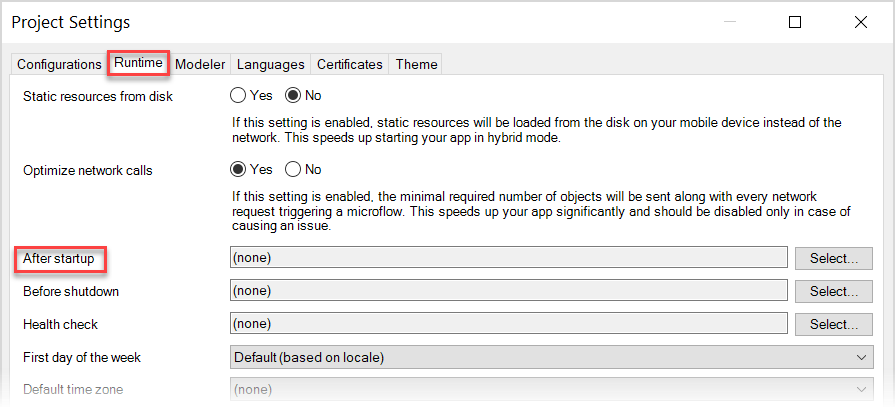 Project Settings
Configurations Runtime Modeler Languages Certificates Theme
Static resources from disk Yes No
If this setting is enabled, static resources will be loaded from the disk on your mobile device instead of the
network. This speeds up starting your app in hybrid mode.
Optimize network calls Yes No
If this setting is enabled, the minimal required number of objects will be sent along with every network
request triggering a microflow. This speeds up your app significantly and should be disabled only in case of
causing an issue.
After startup (none) Select...
Before shutdown (none) Select...
Health check (none) Select...
First day of the week Default (based on locale)
Default time zone (none)